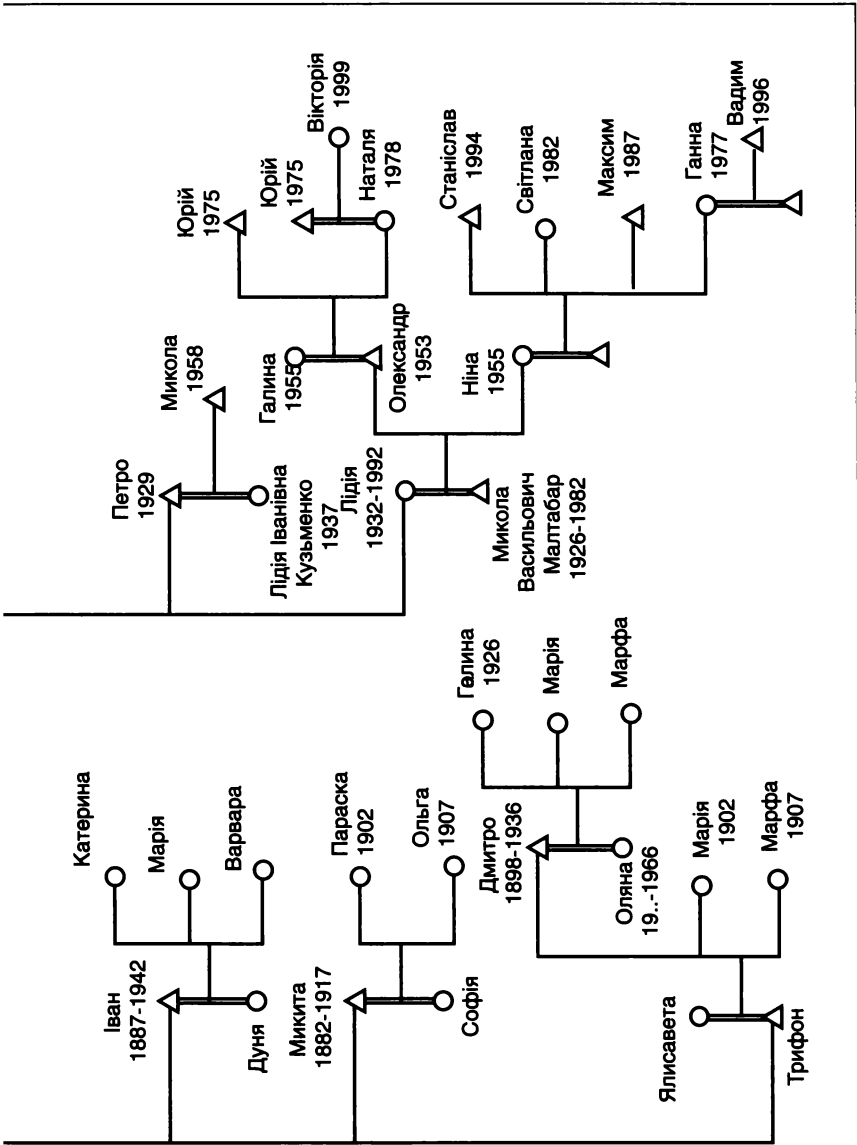 Петро
1929
Микола
1958
Лідія Іванівна
Кузьменко
1937
Лідія
1932-1992
Микола
Васильович
Малтабар
1926-1982
Галина
1955
Олександр
1953
Юрій
1975
Юрій
1975
Наталя
1978
Вікторія
1999
Ніна
1955
Станіслав
1994
Світлана
1982
Максим
1987
Ганна
1977
Вадим
1996
Іван
1887-1942
Дуня
Катерина
Марія
Варвара
Микита
1882-1917
Софія
Параска
1902
Ольга
1907
Ялисавета
Трифон
Дмитро
1898-1936
Оляна
19..-1966
Галина
1926
Марія
Марфа
Марія
1902
Марфа
1907